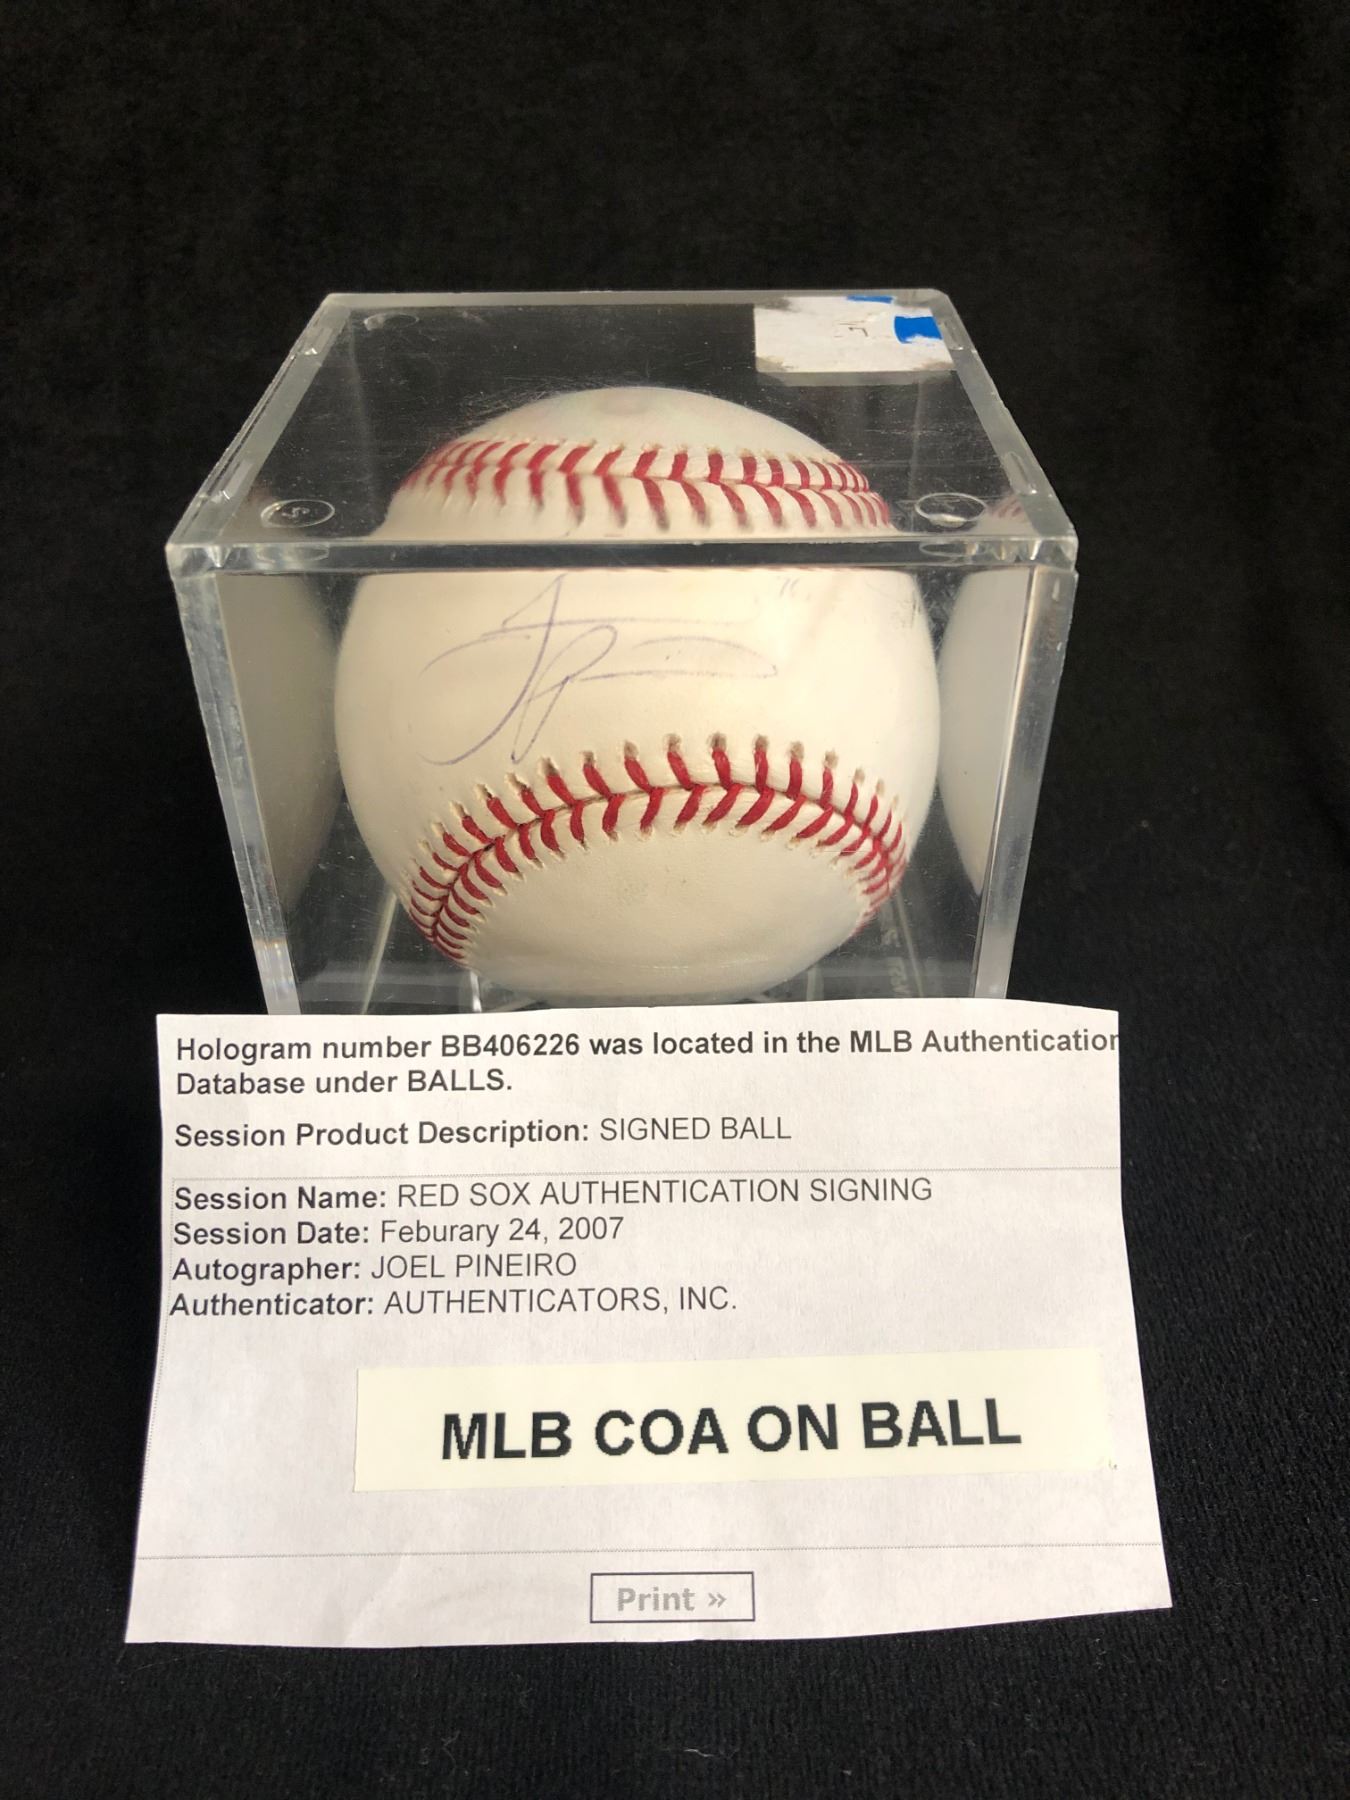 Hologram number BB406226 was located in the MLB Authentication
Database under BALLS.
Session Product Description: SIGNED BALL
Session Name: RED SOX AUTHENTICATION SIGNING
Session Date: Feburary 24, 2007
Autographer: JOEL PINEIRO
Authenticator: AUTHENTICATORS, INC.
MLB COA ON BALL
Print »